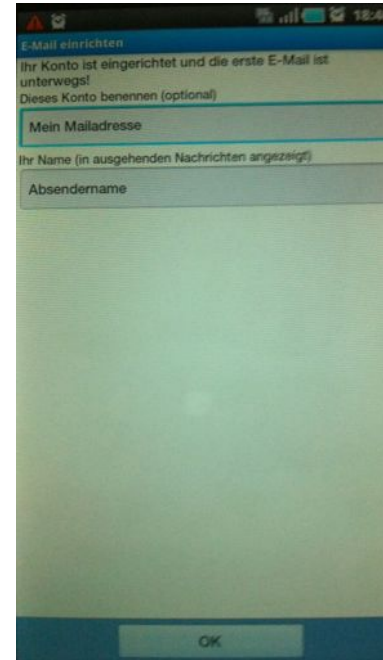 E-Mail einrichten
Ihr Konto ist eingerichtet und die erste E-Mail ist
unterwegs!
Dieses Konto benennen (optional)
Mein Mailadresse
Ihr Name (in ausgehenden Nachrichten angezeigt)
Absendername
OK